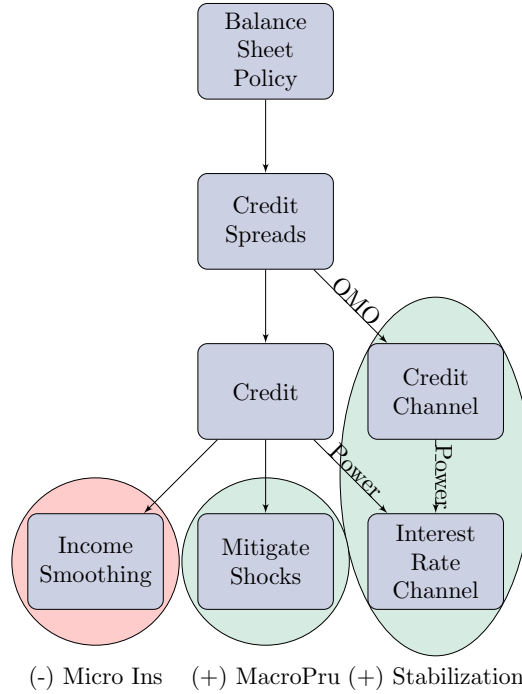 Balance
Sheet
Policy
Credit
Spreads
OMO
Credit
Credit
Channel
Power
Power
Income
Smoothing
Mitigate
Shocks
Interest
Rate
Channel
(-) Micro Ins
(+) MacroPru
(+) Stabilization